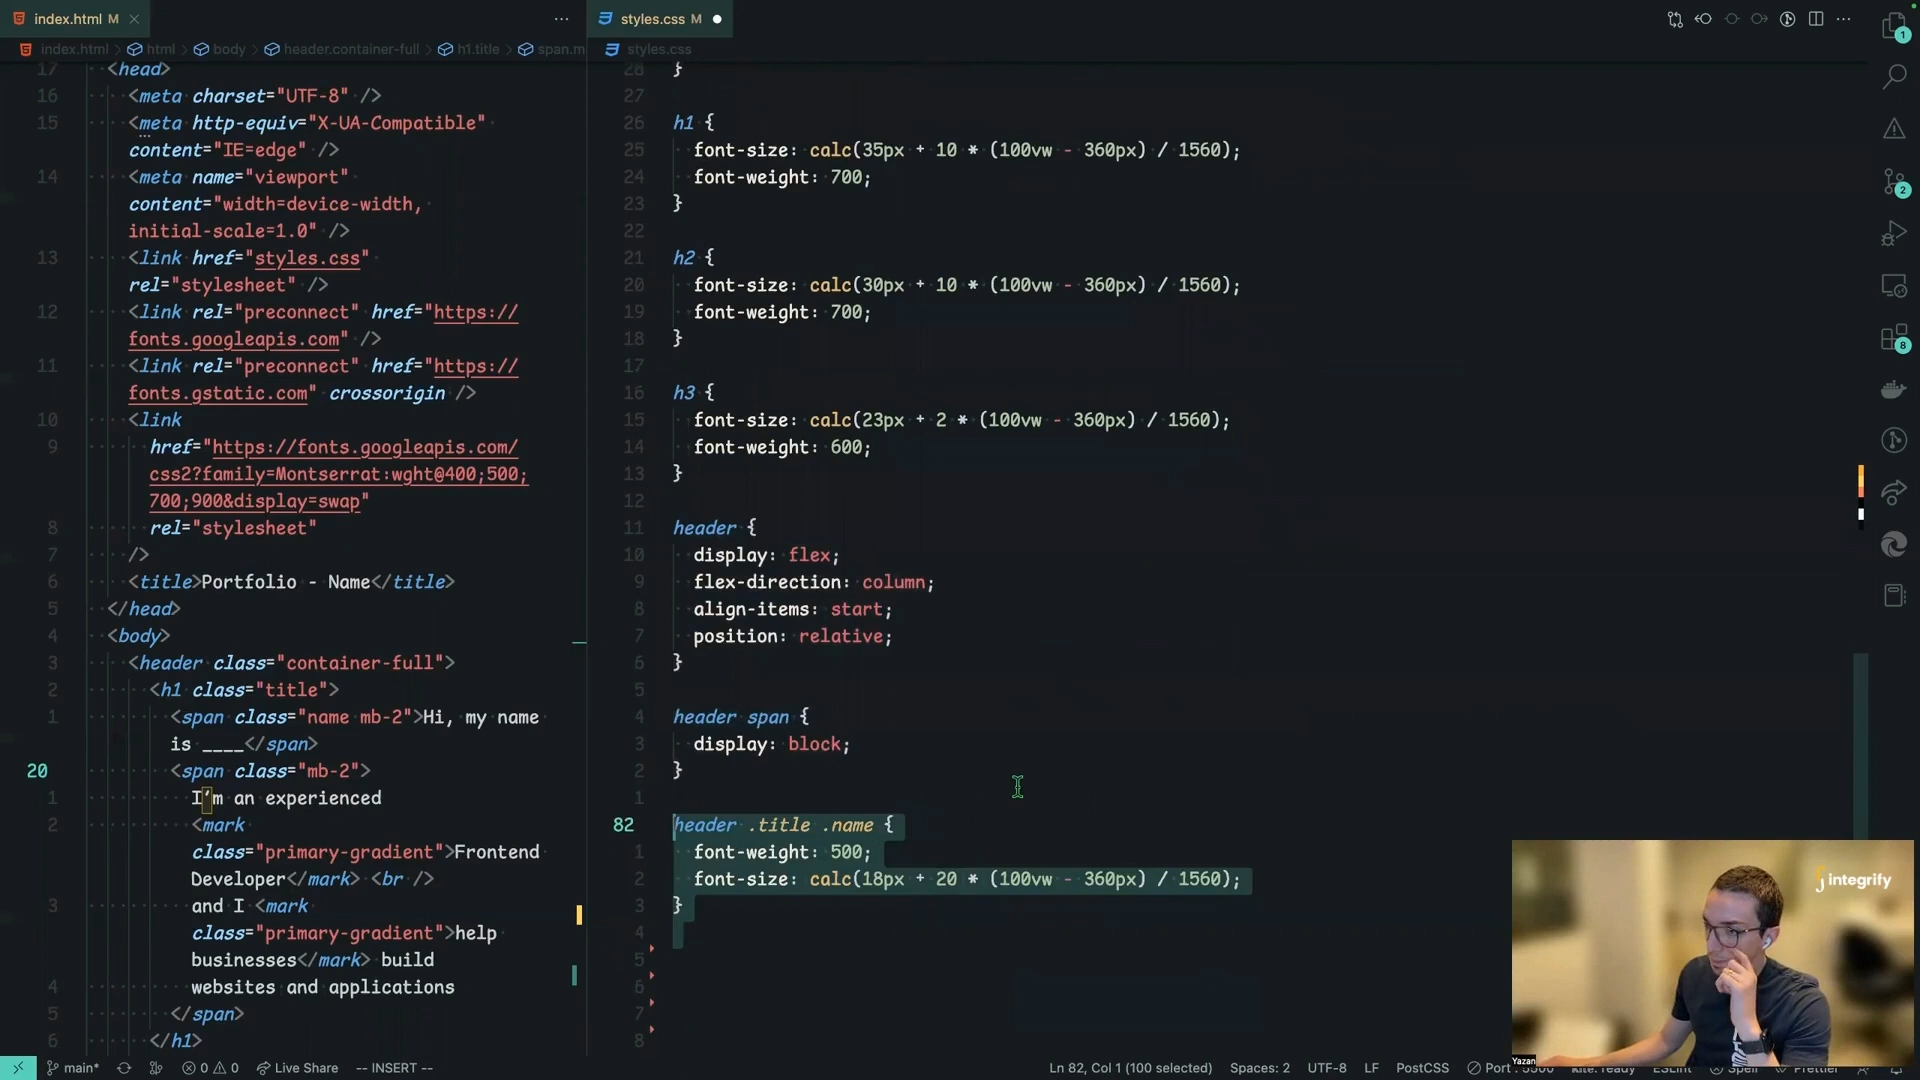 index.html M
styles.css M
index.html > html > body > header.container-full > h1.title > span.m
styles.css
17 <head>
16 <meta charset="UTF-8" />
15 <meta http-equiv="X-UA-Compatible"
content="IE=edge" />
14 <meta name="viewport"
content="width=device-width,
initial-scale=1.0" />
13 <link href="styles.css"
rel="stylesheet" />
12 <link rel="preconnect" href="https://
fonts.googleapis.com" />
11 <link rel="preconnect" href="https://
fonts.gstatic.com" crossorigin />
10 <link
9 href="https://fonts.googleapis.com/
css2?family=Montserrat:wght@400;500;
700;900&display=swap"
8 rel="stylesheet"
7 />
6 <title>Portfolio - Name</title>
5 </head>
4 <body>
3 <header class="container-full">
2 <h1 class="title">
1 <span class="name mb-2">Hi, my name
is ____</span>
20 <span class="mb-2">
1 I'm an experienced
2 <mark
class="primary-gradient">Frontend
Developer</mark> <br />
3 and I <mark
class="primary-gradient">help
businesses</mark> build
4 websites and applications
5 </span>
6 </h1>
28 }
27
26 h1 {
25 font-size: calc(35px + 10 * (100vw - 360px) / 1560);
24 font-weight: 700;
23 }
22
21 h2 {
20 font-size: calc(30px + 10 * (100vw - 360px) / 1560);
19 font-weight: 700;
18 }
17
16 h3 {
15 font-size: calc(23px + 2 * (100vw - 360px) / 1560);
14 font-weight: 600;
13 }
12
11 header {
10 display: flex;
9 flex-direction: column;
8 align-items: start;
7 position: relative;
6 }
5
4 header span {
3 display: block;
2 }
1
82 header .title .name {
1 font-weight: 500;
2 font-size: calc(18px + 20 * (100vw - 360px) / 1560);
3 }
4
5
6
7
8
1
2
8
integrify
Yazan
main* 0 0 Live Share -- INSERT -- Ln 82, Col 1 (100 selected) Spaces: 2 UTF-8 LF PostCSS Port : 5500 Kite: ready ESLint Spell Prettier